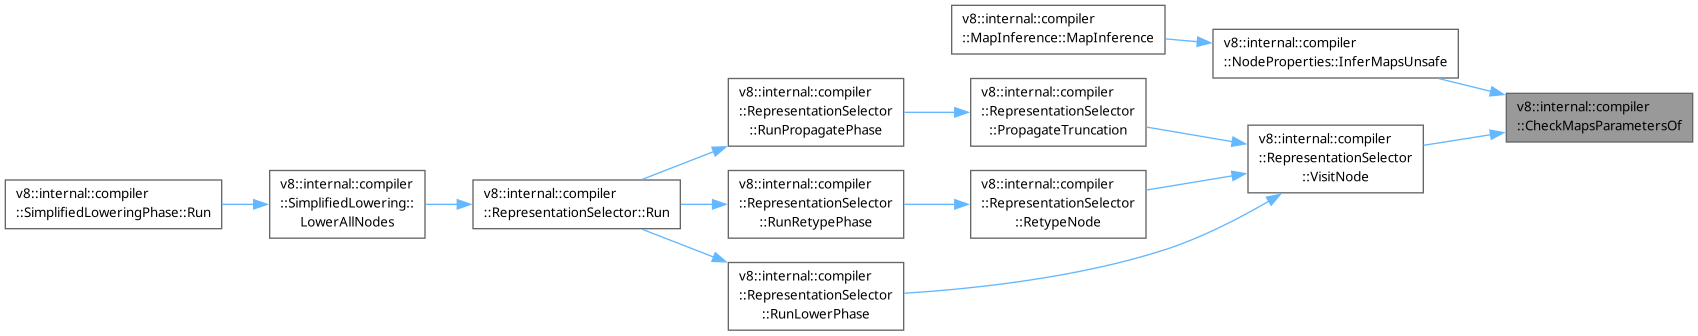 v8::internal::compiler
::MapInference::MapInference
v8::internal::compiler
::NodeProperties::InferMapsUnsafe
v8::internal::compiler
::CheckMapsParametersOf
v8::internal::compiler
::RepresentationSelector
::RunPropagatePhase
v8::internal::compiler
::RepresentationSelector
::PropagateTruncation
v8::internal::compiler
::RepresentationSelector
::VisitNode
v8::internal::compiler
::SimplifiedLoweringPhase::Run
v8::internal::compiler
::SimplifiedLowering::
LowerAllNodes
v8::internal::compiler
::RepresentationSelector::Run
v8::internal::compiler
::RepresentationSelector
::RunRetypePhase
v8::internal::compiler
::RepresentationSelector
::RetypeNode
v8::internal::compiler
::RepresentationSelector
::RunLowerPhase